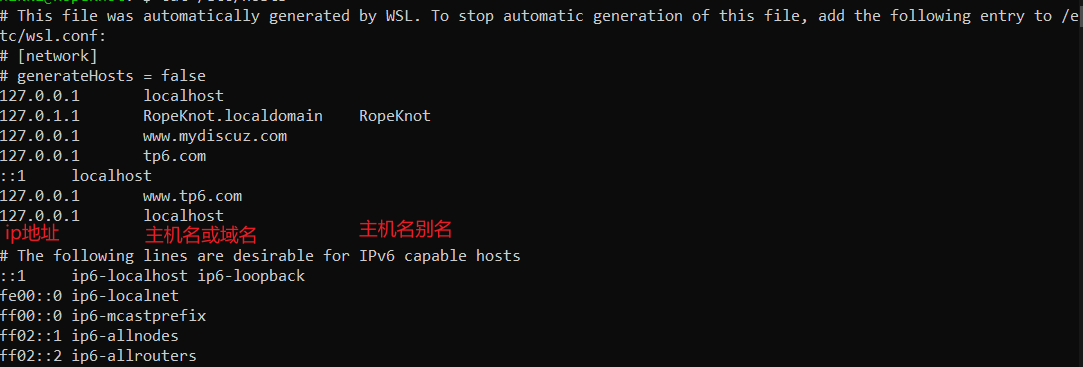 # This file was automatically generated by WSL. To stop automatic generation of this file, add the following entry to /e
tc/wsl.conf:
# [network]
# generateHosts = false
127.0.0.1 localhost
127.0.1.1 RopeKnot.localdomain RopeKnot
127.0.0.1 www.mydiscuz.com
127.0.0.1 tp6.com
::1 localhost
127.0.0.1 www.tp6.com
127.0.0.1 localhost
ip地址 主机名或域名 主机名别名
# The following lines are desirable for IPv6 capable hosts
::1 ip6-localhost ip6-loopback
fe00::0 ip6-localnet
ff00::0 ip6-mcastprefix
ff02::1 ip6-allnodes
ff02::2 ip6-allrouters